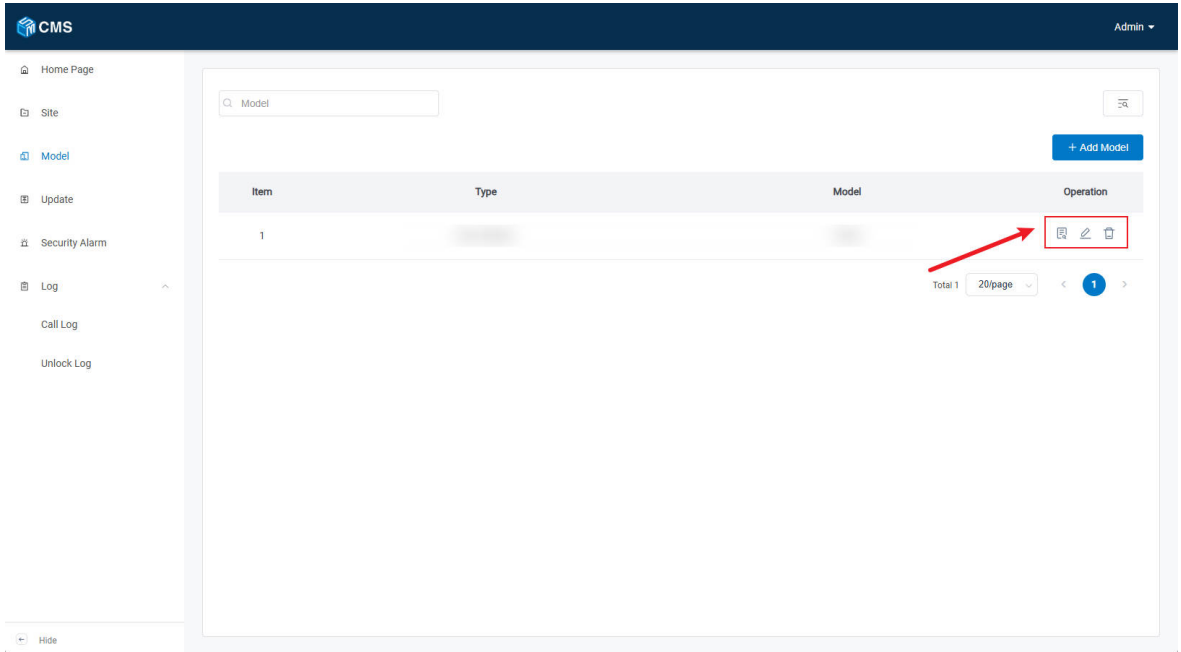 CMS
Admin
Home Page
Site
Model
Update
Security Alarm
Log
Call Log
Unlock Log
Hide
Model
+ Add Model
Item Type Model Operation
1
Total 1 20/page 1